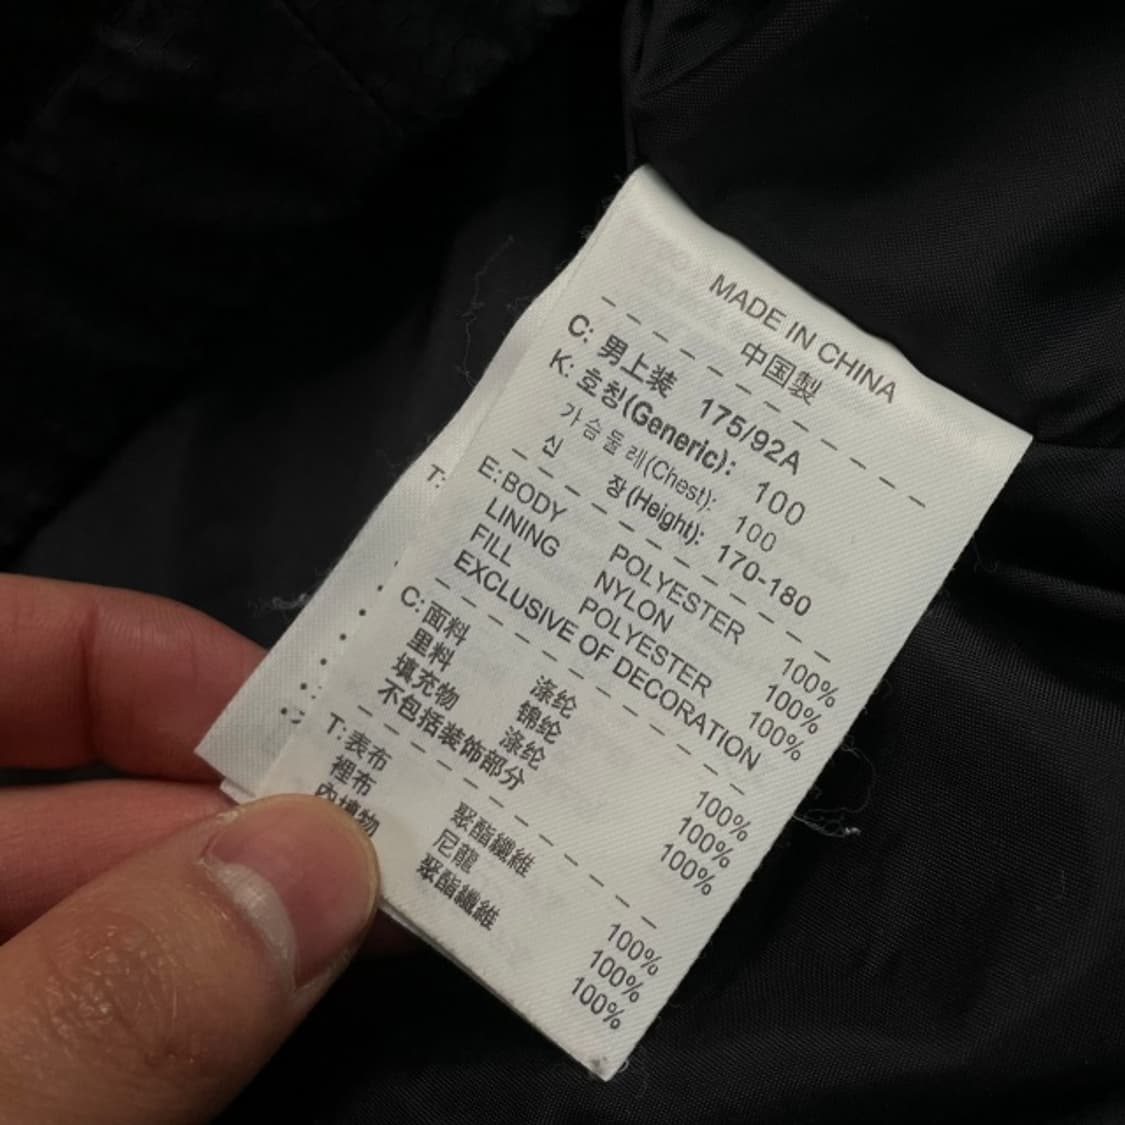 MADE IN CHINA
中国製
C: 男上装 175/92A
K: 호칭(Generic): 100
가슴둘레(Chest): 100
신 장(Height): 170-180
E: BODY POLYESTER 100%
LINING NYLON 100%
FILL POLYESTER 100%
EXCLUSIVE OF DECORATION
C: 面料 涤纶 100%
里料 锦纶 100%
填充物 涤纶 100%
不包括装饰部分
T: 表布 聚酯纖維 100%
裡布 尼龍 100%
內填物 聚酯纖維 100%
T: